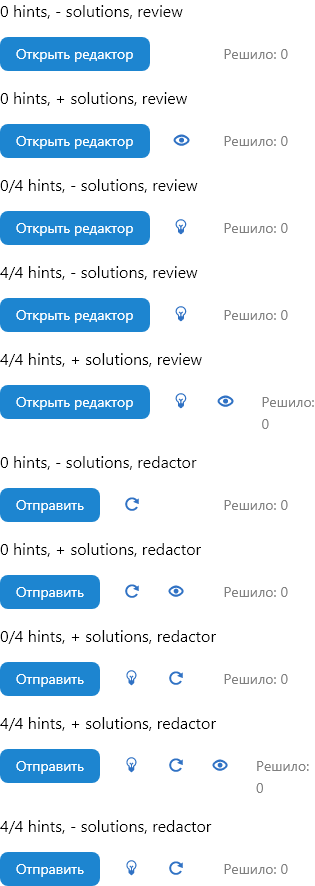 0 hints, - solutions, review
Открыть редактор Решило: 0
0 hints, + solutions, review
Открыть редактор Решило: 0
0/4 hints, - solutions, review
Открыть редактор Решило: 0
4/4 hints, - solutions, review
Открыть редактор Решило: 0
4/4 hints, + solutions, review
Открыть редактор Решило:
0
0 hints, - solutions, redactor
Отправить Решило: 0
0 hints, + solutions, redactor
Отправить Решило: 0
0/4 hints, + solutions, redactor
Отправить Решило: 0
4/4 hints, + solutions, redactor
Отправить Решило:
0
4/4 hints, - solutions, redactor
Отправить Решило: 0